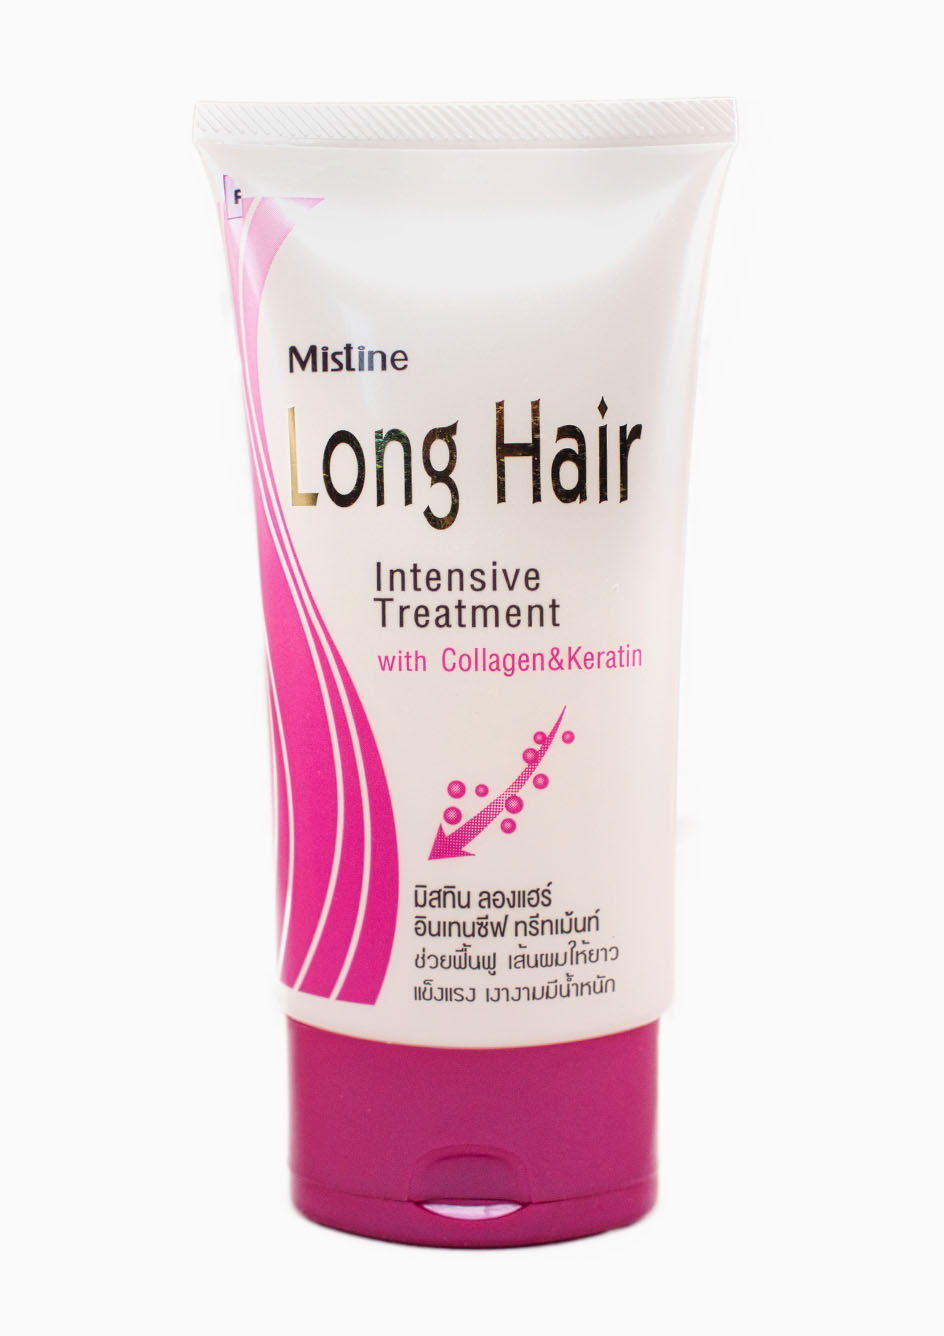 F
Mistine
Long Hair
Intensive
Treatment
with Collagen&Keratin
มิสทิน ลองแฮร์
อินเทนซีฟ ทรีทเม้นท์
ช่วยฟื้นฟู เส้นผมให้ยาว
แข็งแรง เงางามมีน้ำหนัก